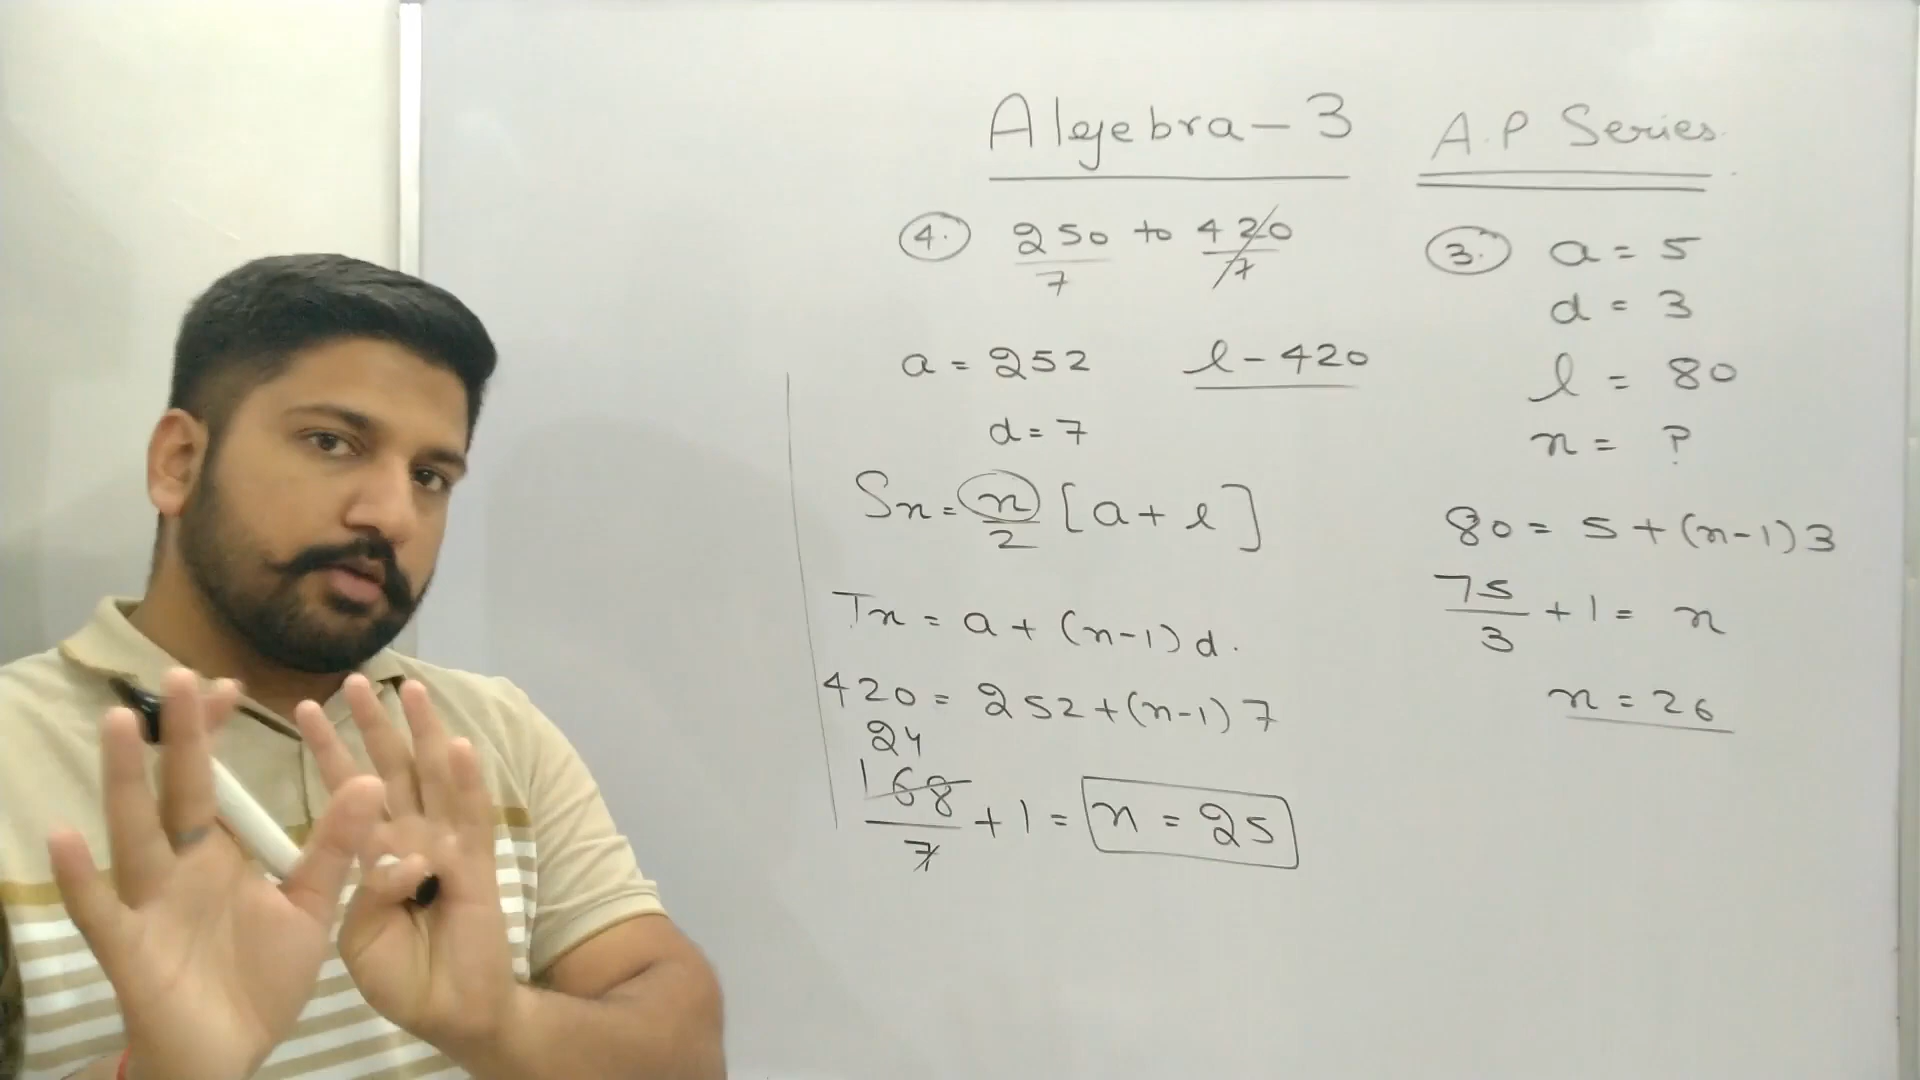 Algebra-3 A.P Series.
4. 250/7 to 420/7
a = 252 l - 420
d = 7
Sn = n/2 [a + l]
Tn = a + (n-1) d.
420 = 252 + (n-1) 7
24
168/7 + 1 = n = 25
3. a = 5
d = 3
l = 80
n = ?
80 = 5 + (n-1) 3
75/3 + 1 = n
n = 26